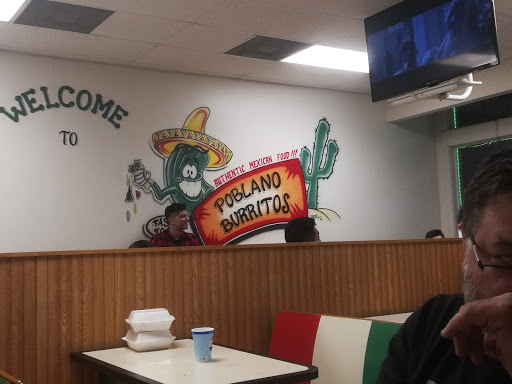 WELCOME
TO
AUTHENTIC MEXICAN FOOD!!!
POBLANO
BURRITOS